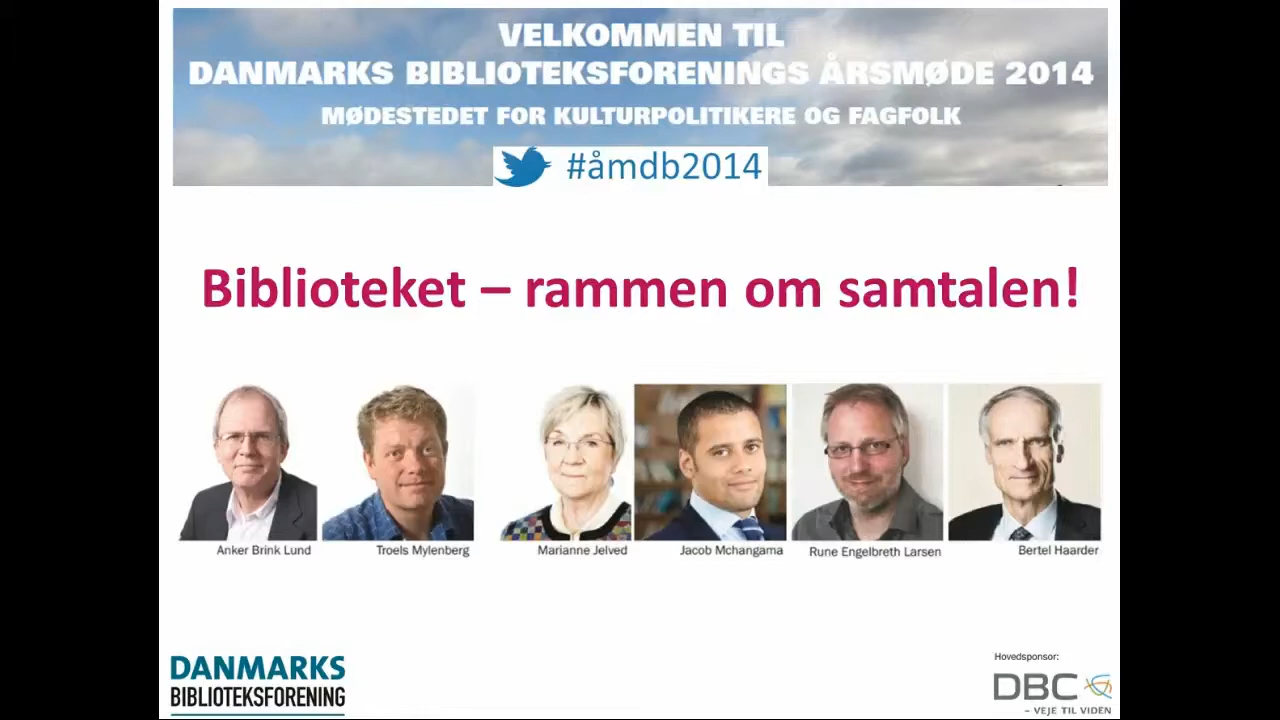 VELKOMMEN TIL
DANMARKS BIBLIOTEKSFORENINGS ÅRSMØDE 2014
MØDESTEDET FOR KULTURPOLITIKERE OG FAGFOLK
#åmdb2014
Biblioteket – rammen om samtalen!
Anker Brink Lund
Troels Mylenberg
Marianne Jelved
Jacob Mchangama
Rune Engelbreth Larsen
Bertel Haarder
DANMARKS
BIBLIOTEKSFORENING
Hovedsponsor:
DBC
– VEJE TIL VIDEN